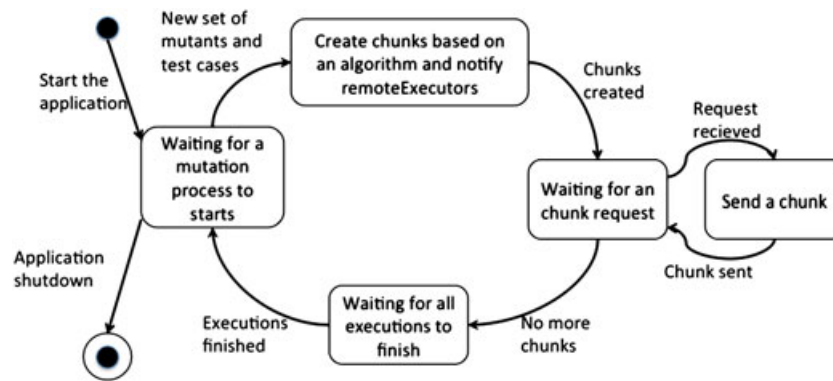 New set of
mutants and
test cases
Create chunks based on
an algorithm and notify
remoteExecutors
Start the
application
Chunks
created
Request
recieved
Waiting for a
mutation
process to
starts
Waiting for an
chunk request
Send a chunk
Application
shutdown
Chunk sent
Executions
finished
Waiting for all
executions to
finish
No more
chunks